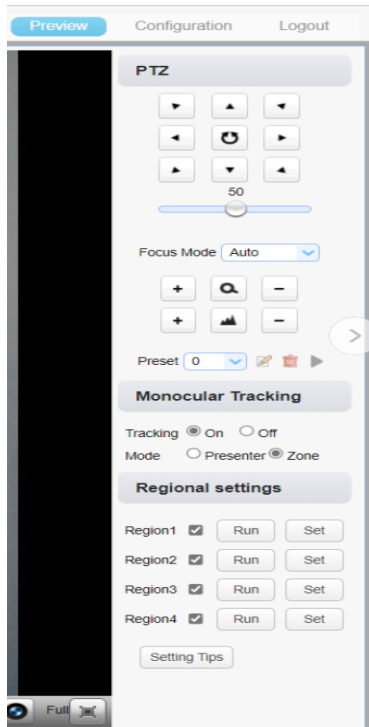 Preview Configuration Logout
PTZ
50
Focus Mode Auto
+ −
+ −
Preset 0
Monocular Tracking
Tracking On Off
Mode Presenter Zone
Regional settings
Region1 Run Set
Region2 Run Set
Region3 Run Set
Region4 Run Set
Setting Tips
Full